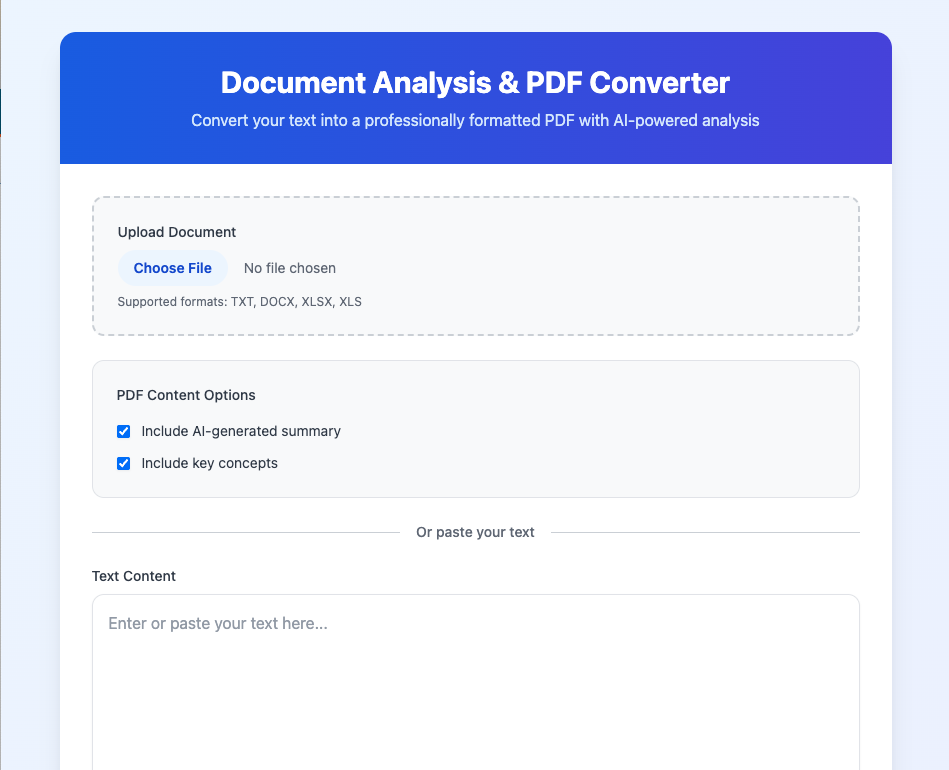 Document Analysis & PDF Converter
Convert your text into a professionally formatted PDF with AI-powered analysis
Upload Document
Choose File No file chosen
Supported formats: TXT, DOCX, XLSX, XLS
PDF Content Options
Include AI-generated summary
Include key concepts
Or paste your text
Text Content
Enter or paste your text here...